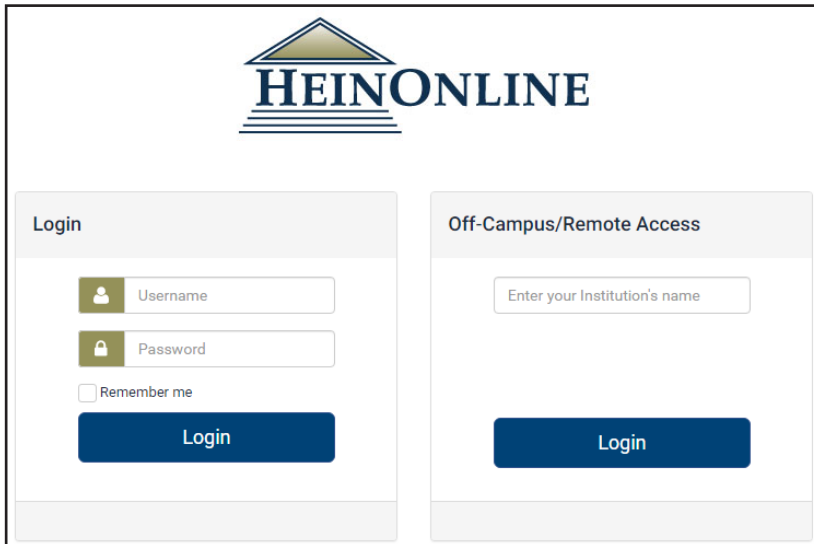 HEINONLINE
Login
Username
Password
Remember me
Login
Off-Campus/Remote Access
Enter your Institution's name
Login